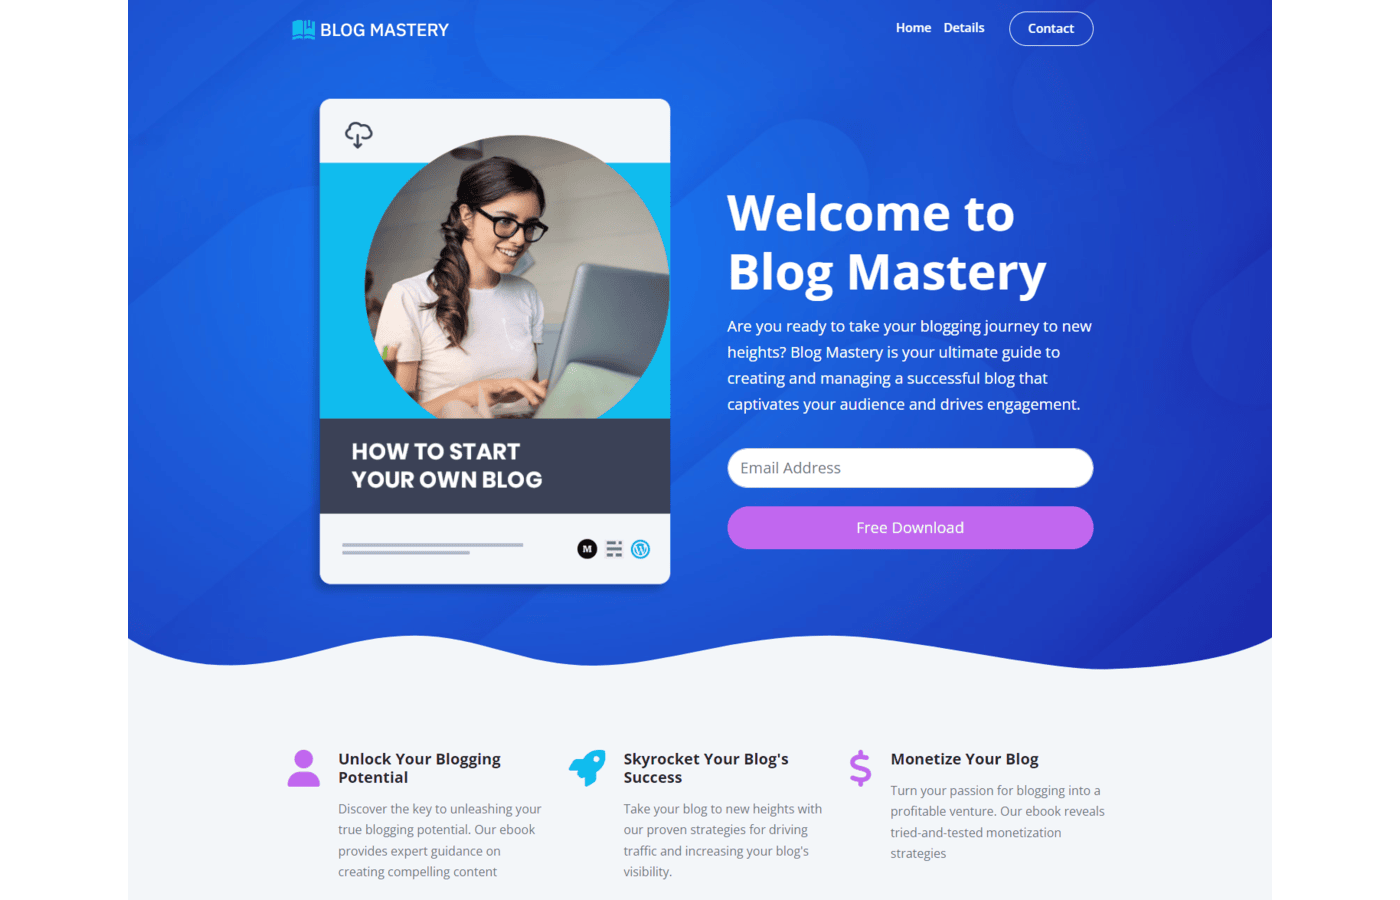 BLOG MASTERY
Home Details Contact
HOW TO START
YOUR OWN BLOG
M
W
Welcome to
Blog Mastery
Are you ready to take your blogging journey to new
heights? Blog Mastery is your ultimate guide to
creating and managing a successful blog that
captivates your audience and drives engagement.
Email Address
Free Download
Unlock Your Blogging
Potential
Discover the key to unleashing your
true blogging potential. Our ebook
provides expert guidance on
creating compelling content
Skyrocket Your Blog's
Success
Take your blog to new heights with
our proven strategies for driving
traffic and increasing your blog's
visibility.
$
Monetize Your Blog
Turn your passion for blogging into a
profitable venture. Our ebook reveals
tried-and-tested monetization
strategies